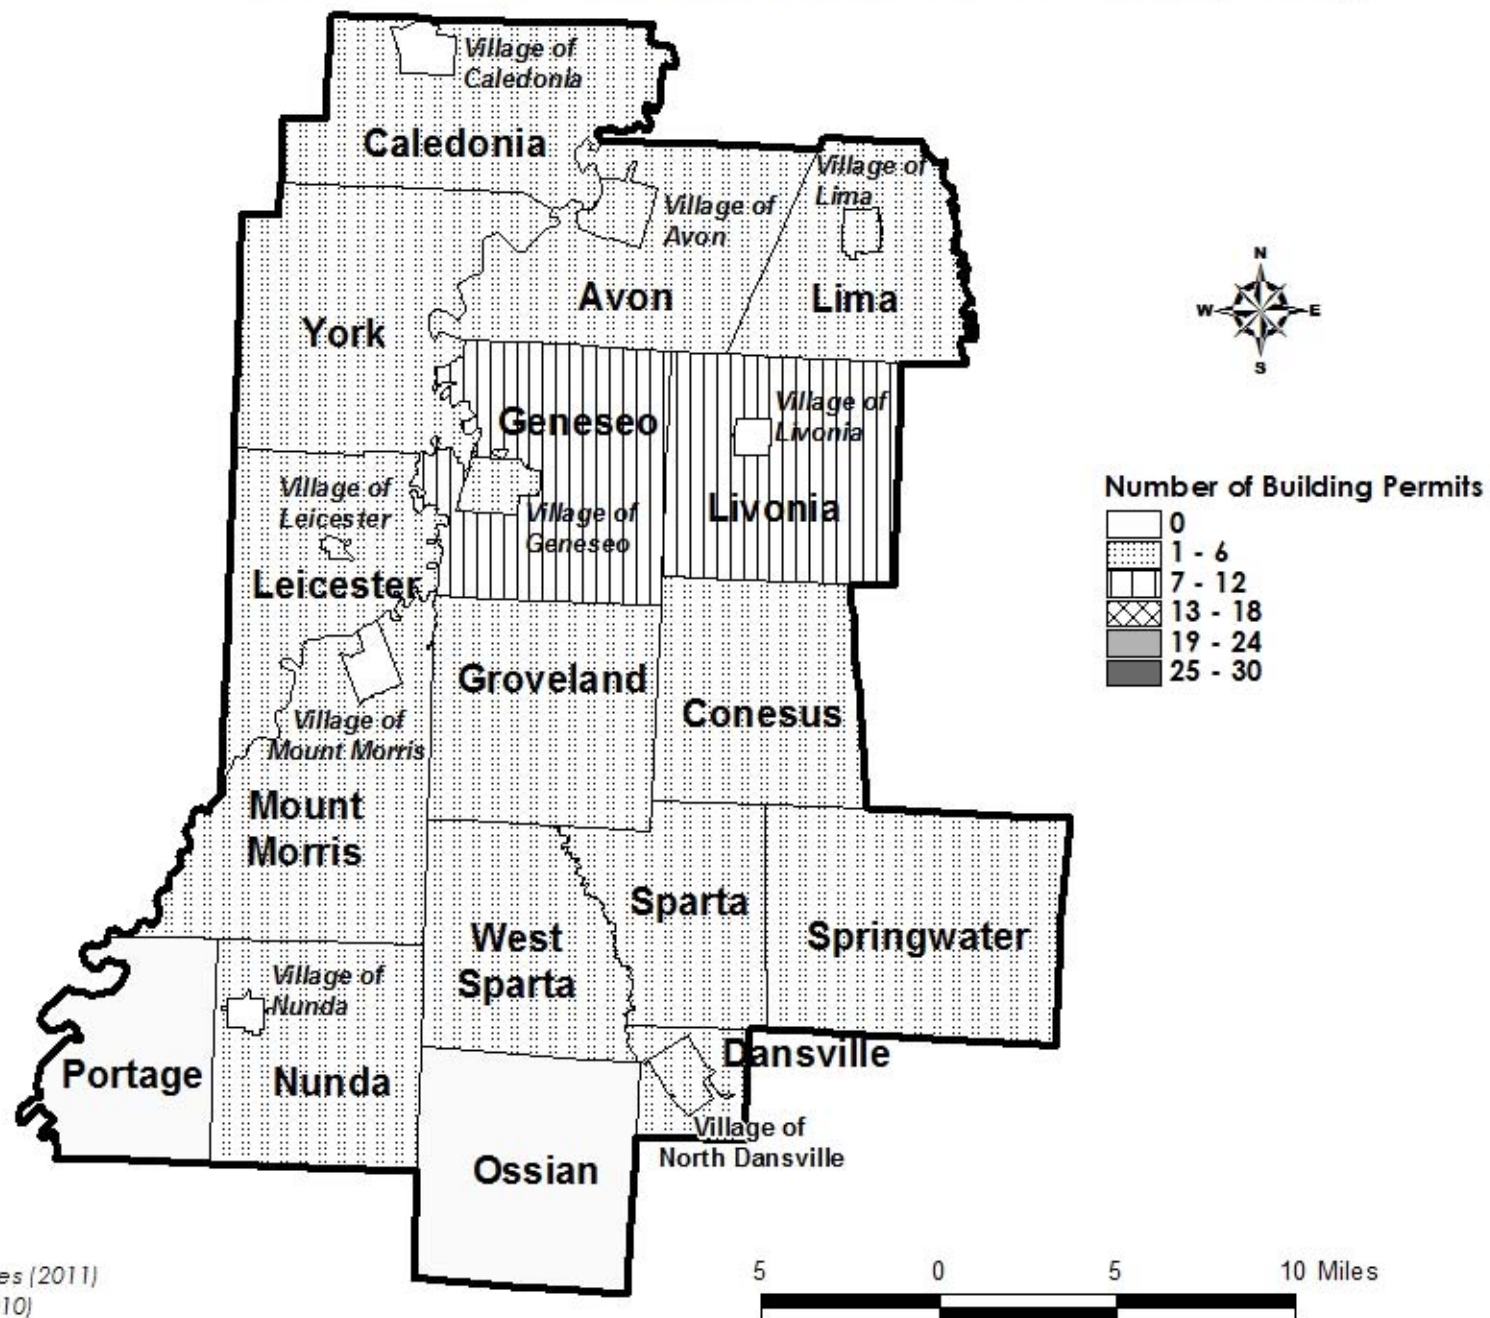 Village of
Caledonia
Caledonia
Village of
Lima
Village of
Avon
Avon
Lima
York
N
W E
S
Geneseo
Village of
Livonia
Livonia
Village of
Leicester
Village of
Geneseo
Leicester
Number of Building Permits
0
1 - 6
7 - 12
13 - 18
19 - 24
25 - 30
Groveland
Conesus
Village of
Mount Morris
Mount
Morris
Sparta
West
Sparta
Springwater
Village of
Nunda
Portage
Nunda
Dansville
Village of
North Dansville
Ossian
es (2011)
10)
5 0 5 10 Miles